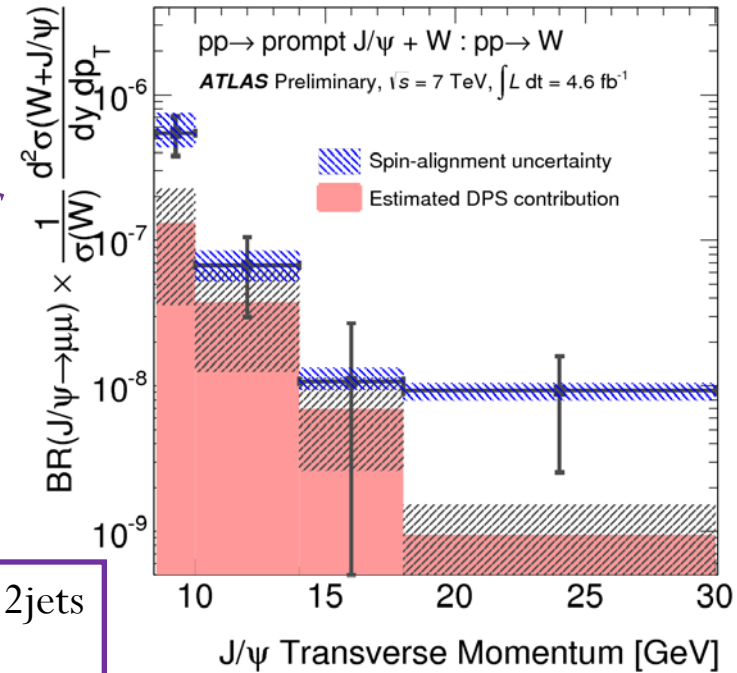 pp→ prompt J/ψ + W : pp→ W
ATLAS Preliminary, √s = 7 TeV, ∫L dt = 4.6 fb⁻¹
Spin-alignment uncertainty
Estimated DPS contribution
BR(J/ψ→μμ) × 1/σ(W) d²σ(W+J/ψ)/dy dp_T
10⁻⁶
10⁻⁷
10⁻⁸
10⁻⁹
10 15 20 25 30
J/ψ Transverse Momentum [GeV]
2jets